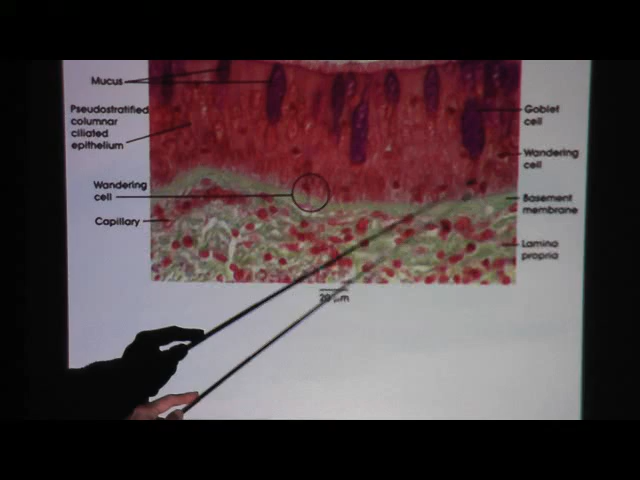 Mucus
Pseudostratified
columnar
ciliated
epithelium
Wandering
cell
Capillary
Goblet
cell
Wandering
cell
Basement
membrane
Lamina
propria
20 µm